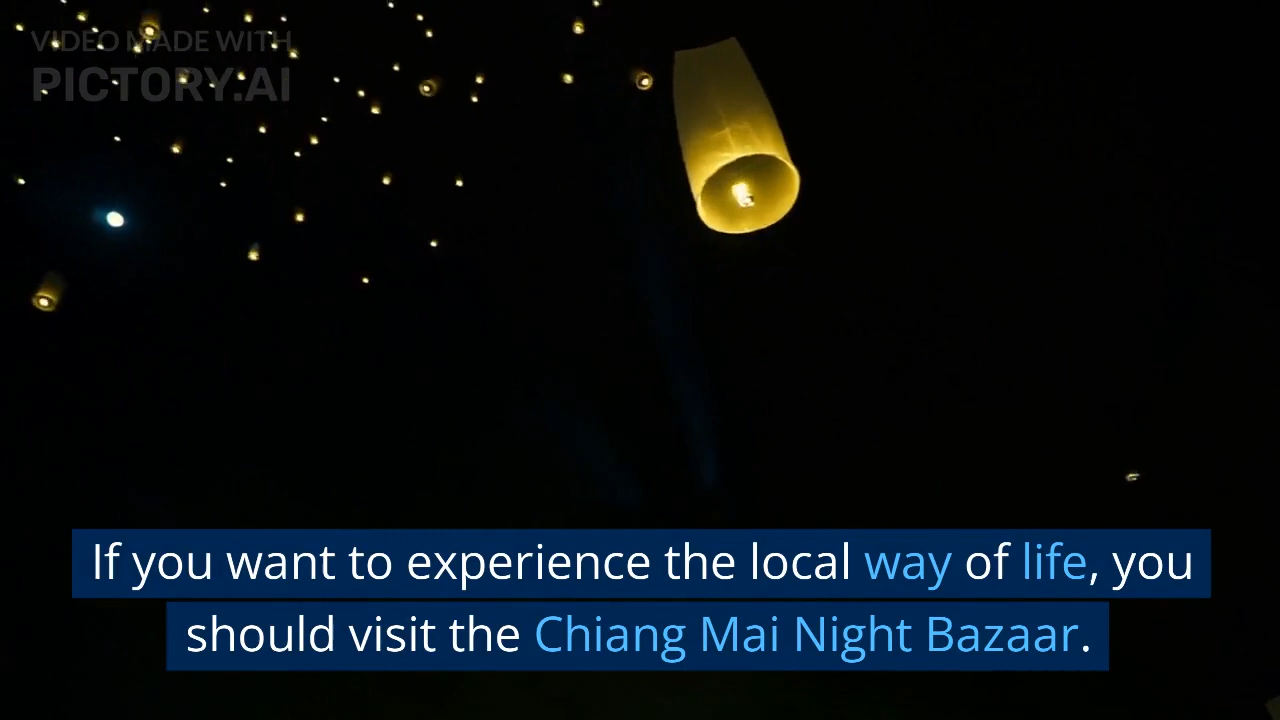 VIDEO MADE WITH
PICTORY.AI
If you want to experience the local way of life, you
should visit the Chiang Mai Night Bazaar.